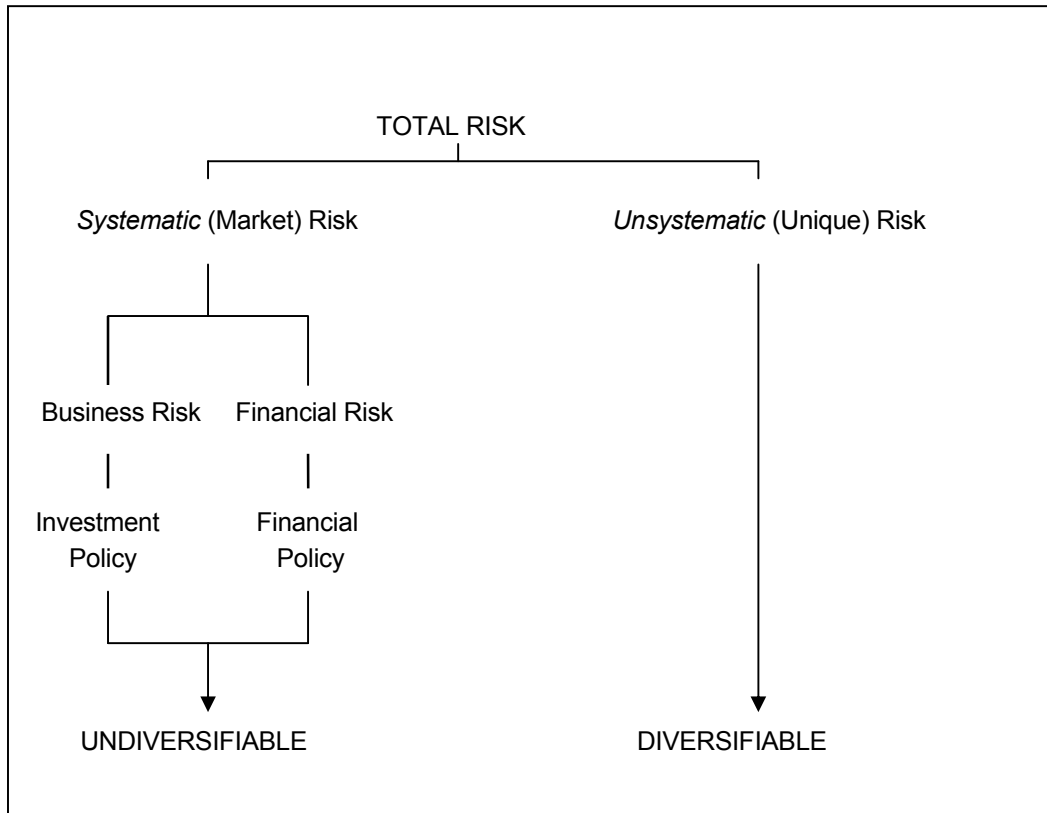 TOTAL RISK
Systematic (Market) Risk
Unsystematic (Unique) Risk
Business Risk
Financial Risk
Investment
Policy
Financial
Policy
UNDIVERSIFIABLE
DIVERSIFIABLE